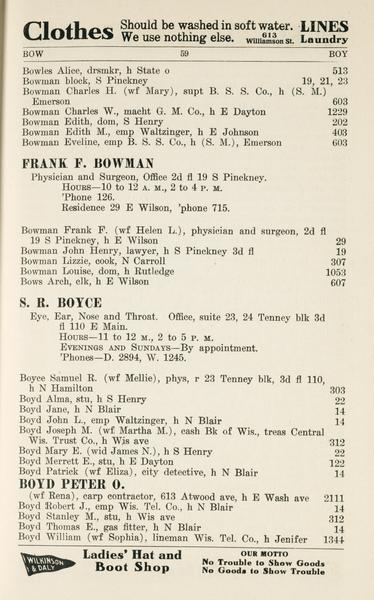 Clothes Should be washed in soft water. LINES
We use nothing else. 613 Williamson St. Laundry
BOW 59 BOY
Bowles Alice, drsmkr, h State o 513
Bowman block, S Pinckney 19, 21, 23
Bowman Charles H. (wf Mary), supt B. S. S. Co., h (S. M.)
Emerson 603
Bowman Charles W., macht G. M. Co., h E Dayton 1229
Bowman Edith, dom, S Henry 202
Bowman Edith M., emp Waltzinger, h E Johnson 403
Bowman Eveline, emp B. S. S. Co., h (S. M.), Emerson 603
FRANK F. BOWMAN
Physician and Surgeon, Office 2d fl 19 S Pinckney.
HOURS—10 to 12 A. M., 2 to 4 P. M.
'Phone 126.
Residence 29 E Wilson, 'phone 715.
Bowman Frank F. (wf Helen L.), physician and surgeon, 2d fl
19 S Pinckney, h E Wilson 29
Bowman John Henry, lawyer, h S Pinckney 3d fl 19
Bowman Lizzie, cook, N Carroll 307
Bowman Louise, dom, h Rutledge 1053
Bows Arch, clk, h E Wilson 607
S. R. BOYCE
Eye, Ear, Nose and Throat. Office, suite 23, 24 Tenney blk 3d
fl 110 E Main.
HOURS—11 to 12 M., 2 to 5 P. M.
EVENINGS AND SUNDAYS—By appointment.
'Phones—D. 2894, W. 1245.
Boyce Samuel R. (wf Mellie), phys, r 23 Tenney blk, 3d fl 110,
h N Hamilton 303
Boyd Alma, stu, h S Henry 22
Boyd Jane, h N Blair 14
Boyd John L., emp Waltzinger, h N Blair 14
Boyd Joseph M. (wf Martha M.), cash Bk of Wis., treas Central
Wis. Trust Co., h Wis ave 312
Boyd Mary E. (wid James N.), h S Henry 22
Boyd Merrett E., stu, h E Dayton 122
Boyd Patrick (wf Eliza), city detective, h N Blair 14
BOYD PETER O.
(wf Rena), carp contractor, 613 Atwood ave, h E Wash ave 2111
Boyd Robert J., emp Wis. Tel. Co., h N Blair 14
Boyd Stanley M., stu, h Wis ave 312
Boyd Thomas E., gas fitter, h N Blair 14
Boyd William (wf Sophia), lineman Wis. Tel. Co., h Jenifer 1344
WILKINSON & DALY
Ladies' Hat and
Boot Shop
OUR MOTTO
No Trouble to Show Goods
No Goods to Show Trouble